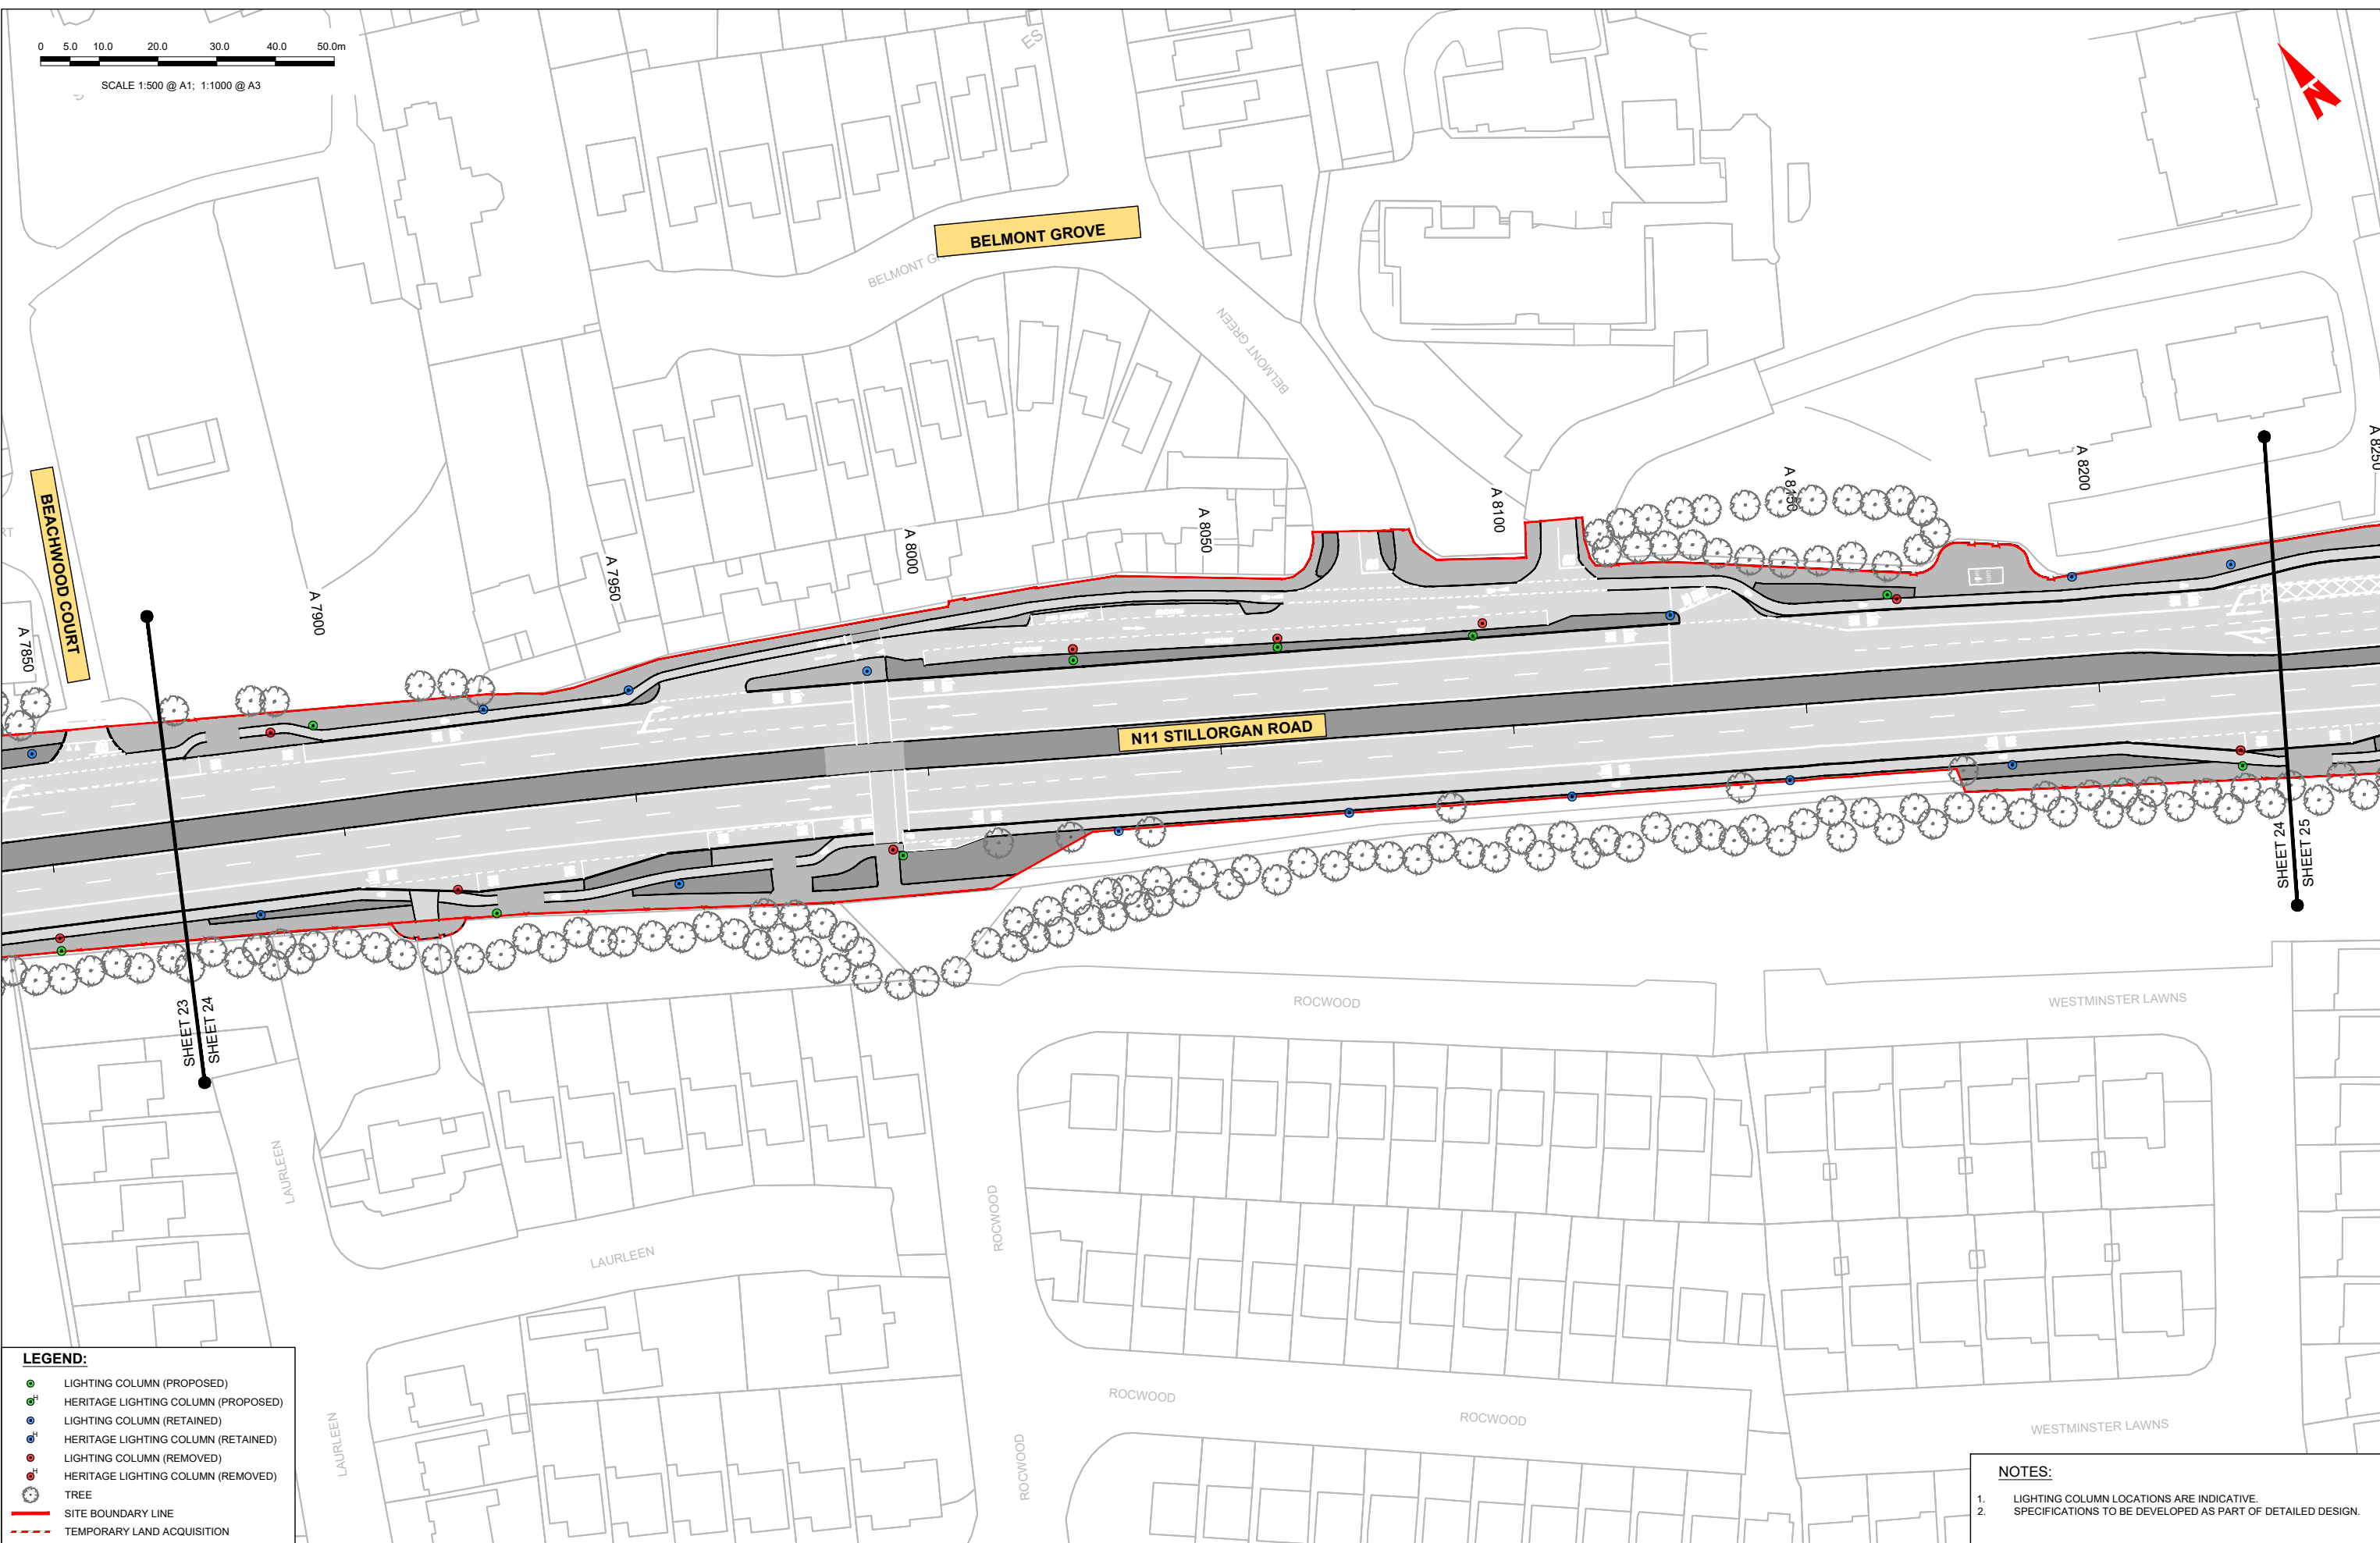 0 5.0 10.0 20.0 30.0 40.0 50.0m
SCALE 1:500 @ A1; 1:1000 @ A3
ES
BELMONT GROVE
BELMONT G
BELMONT GREEN
BEACHWOOD COURT
RT
A 7850
A 7900
A 7950
A 8000
A 8050
A 8100
A 8150
A 8200
A 8250
N
N11 STILLORGAN ROAD
SHEET 23
SHEET 24
SHEET 24
SHEET 25
ROCWOOD
WESTMINSTER LAWNS
LAURLEEN
ROCWOOD
LAURLEEN
ROCWOOD
ROCWOOD
WESTMINSTER LAWNS
LAURLEEN
ROCWOOD
LEGEND:
LIGHTING COLUMN (PROPOSED)
H HERITAGE LIGHTING COLUMN (PROPOSED)
LIGHTING COLUMN (RETAINED)
H HERITAGE LIGHTING COLUMN (RETAINED)
LIGHTING COLUMN (REMOVED)
H HERITAGE LIGHTING COLUMN (REMOVED)
TREE
SITE BOUNDARY LINE
TEMPORARY LAND ACQUISITION
NOTES:
1. LIGHTING COLUMN LOCATIONS ARE INDICATIVE.
2. SPECIFICATIONS TO BE DEVELOPED AS PART OF DETAILED DESIGN.